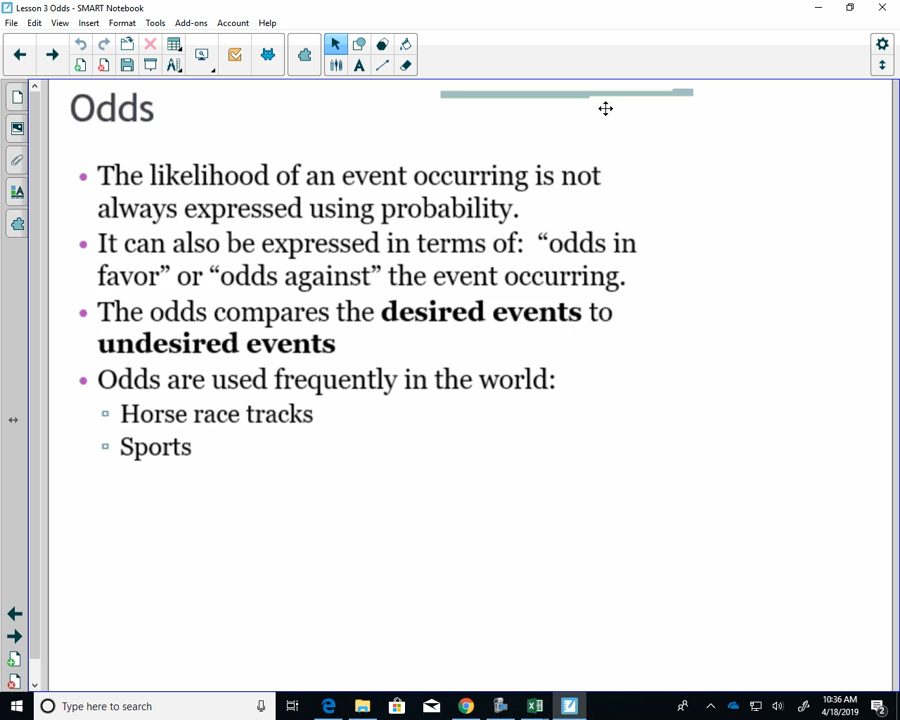 Lesson 3 Odds - SMART Notebook
File Edit View Insert Format Tools Add-ons Account Help
Odds
• The likelihood of an event occurring is not
always expressed using probability.
• It can also be expressed in terms of: “odds in
favor” or “odds against” the event occurring.
• The odds compares the desired events to
undesired events
• Odds are used frequently in the world:
▫ Horse race tracks
▫ Sports
Type here to search
10:36 AM
4/18/2019
2